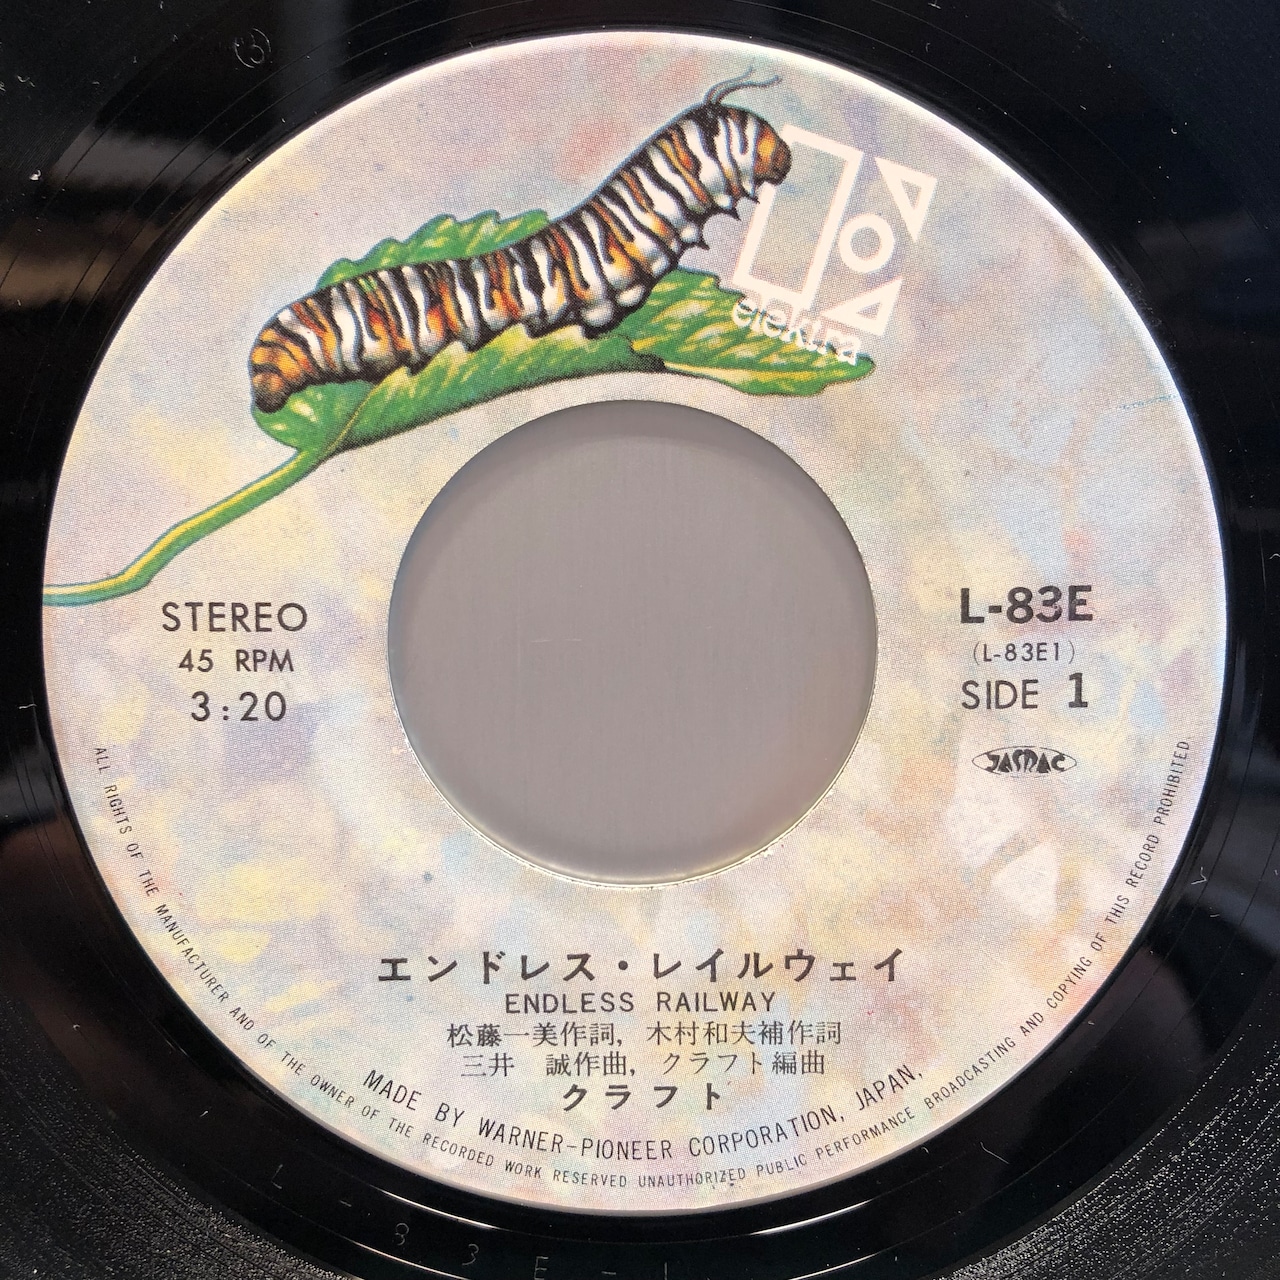 elektra
STEREO
45 RPM
3:20
L-83E
(L-83E1)
SIDE 1
JASRAC
エンドレス・レイルウェイ
ENDLESS RAILWAY
松藤一美作詞, 木村和夫補作詞
三井 誠作曲, クラフト編曲
クラフト
MADE BY WARNER-PIONEER CORPORATION, JAPAN.
ALL RIGHTS OF THE MANUFACTURER AND OF THE OWNER OF THE RECORDED WORK RESERVED UNAUTHORIZED PUBLIC PERFORMANCE BROADCASTING AND COPYING OF THIS RECORD PROHIBITED.
L-83E-1
(3)